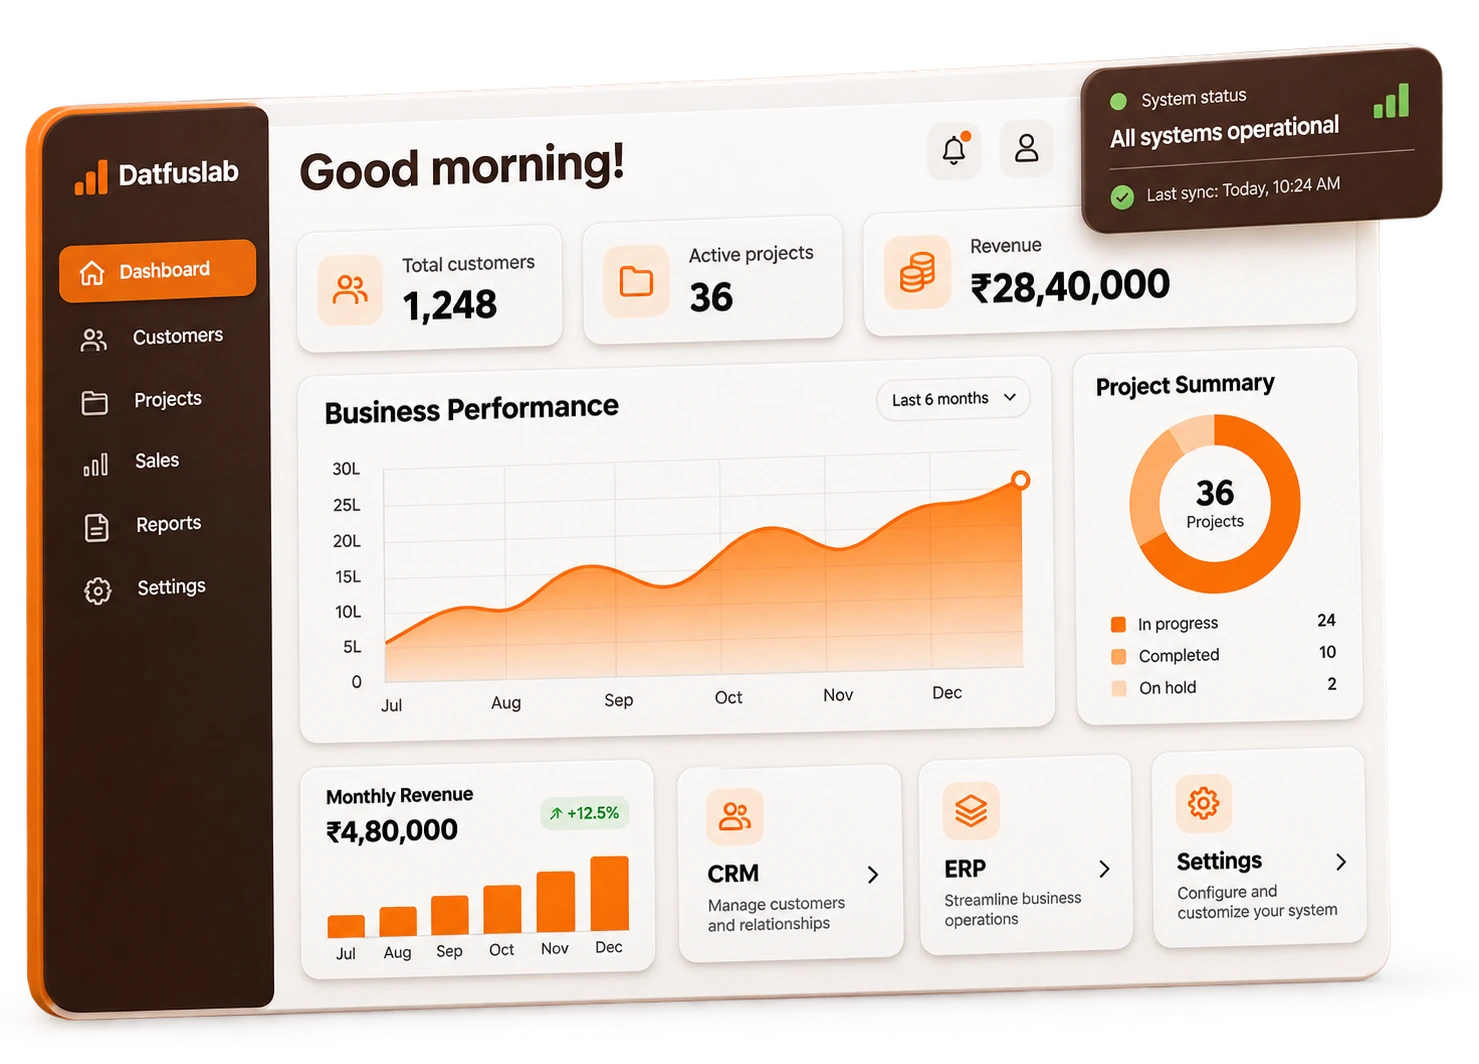 Datfuslab
Dashboard
Customers
Projects
Sales
Reports
Settings
Good morning!
System status
All systems operational
Last sync: Today, 10:24 AM
Total customers
1,248
Active projects
36
Revenue
₹28,40,000
Business Performance
Last 6 months
30L
25L
20L
15L
10L
5L
0
Jul Aug Sep Oct Nov Dec
Project Summary
36
Projects
In progress 24
Completed 10
On hold 2
Monthly Revenue
₹4,80,000
+12.5%
Jul Aug Sep Oct Nov Dec
CRM
Manage customers
and relationships
ERP
Streamline business
operations
Settings
Configure and
customize your system